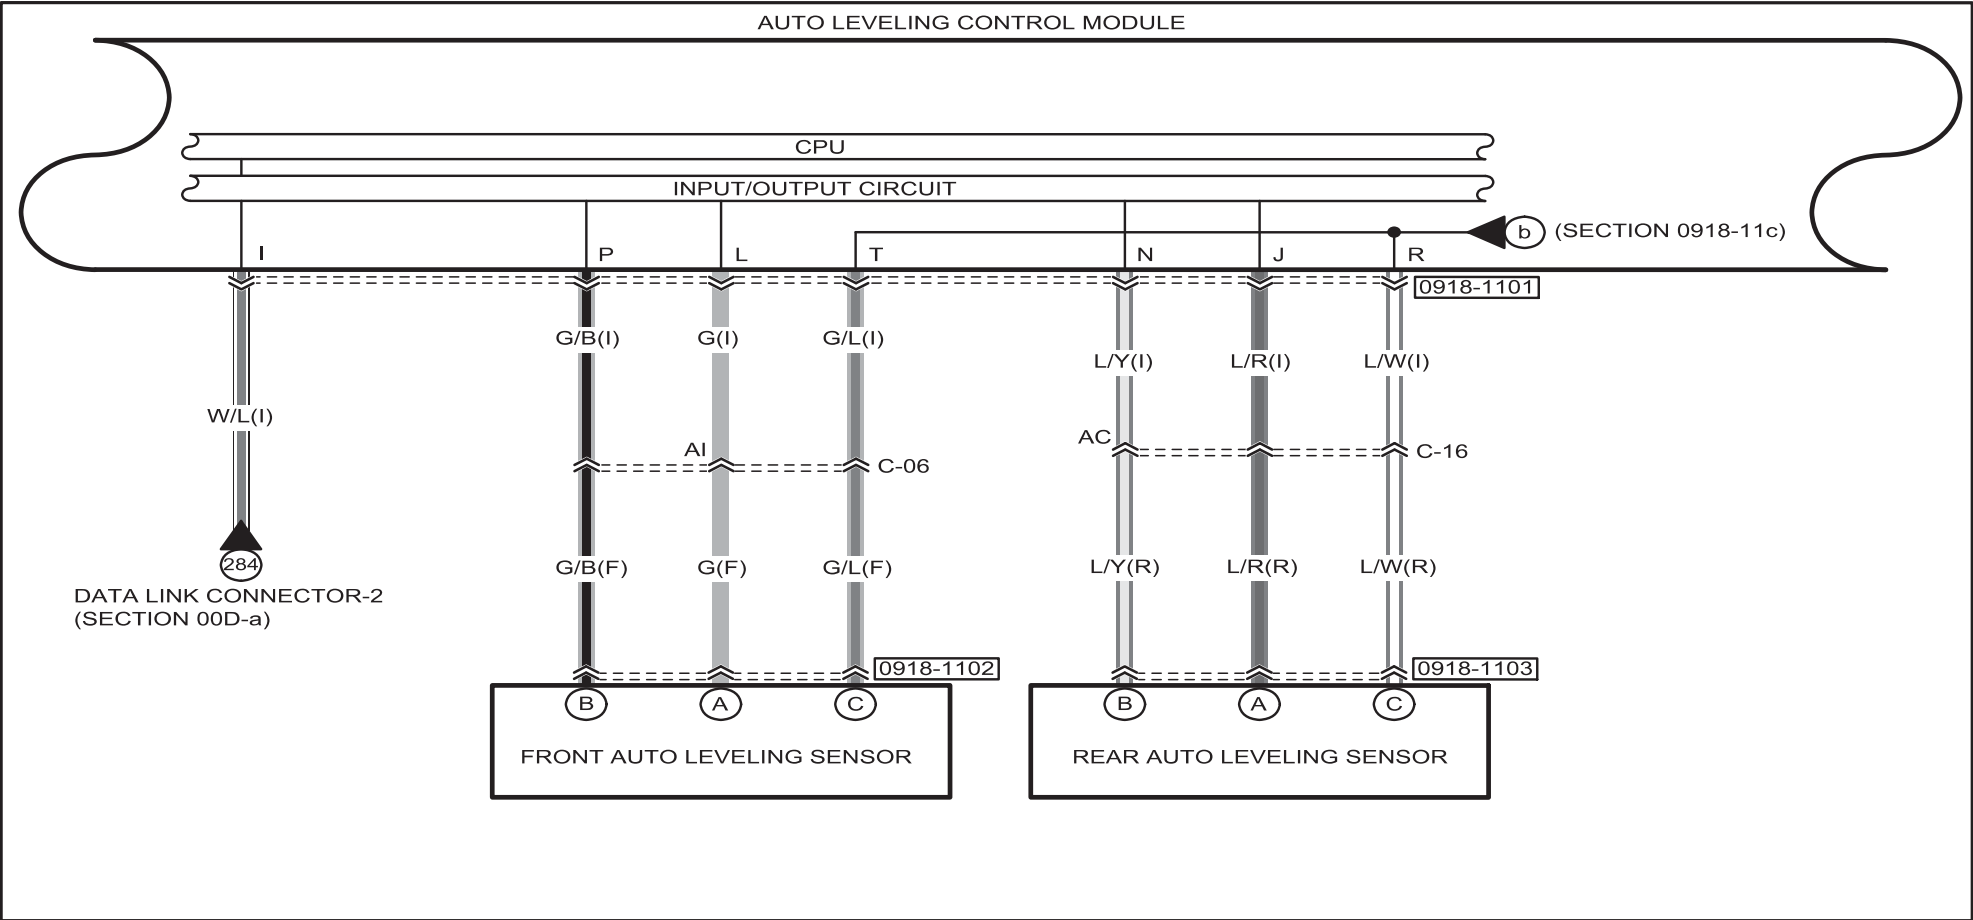 AUTO LEVELING CONTROL MODULE
CPU
INPUT/OUTPUT CIRCUIT
b (SECTION 0918-11c)
I P L T N J R
0918-1101
G/B(I) G(I) G/L(I)
L/Y(I) L/R(I) L/W(I)
W/L(I)
AC C-16
AI C-06
284
DATA LINK CONNECTOR-2
(SECTION 00D-a)
G/B(F) G(F) G/L(F) L/Y(R) L/R(R) L/W(R)
0918-1102 0918-1103
B A C B A C
FRONT AUTO LEVELING SENSOR
REAR AUTO LEVELING SENSOR